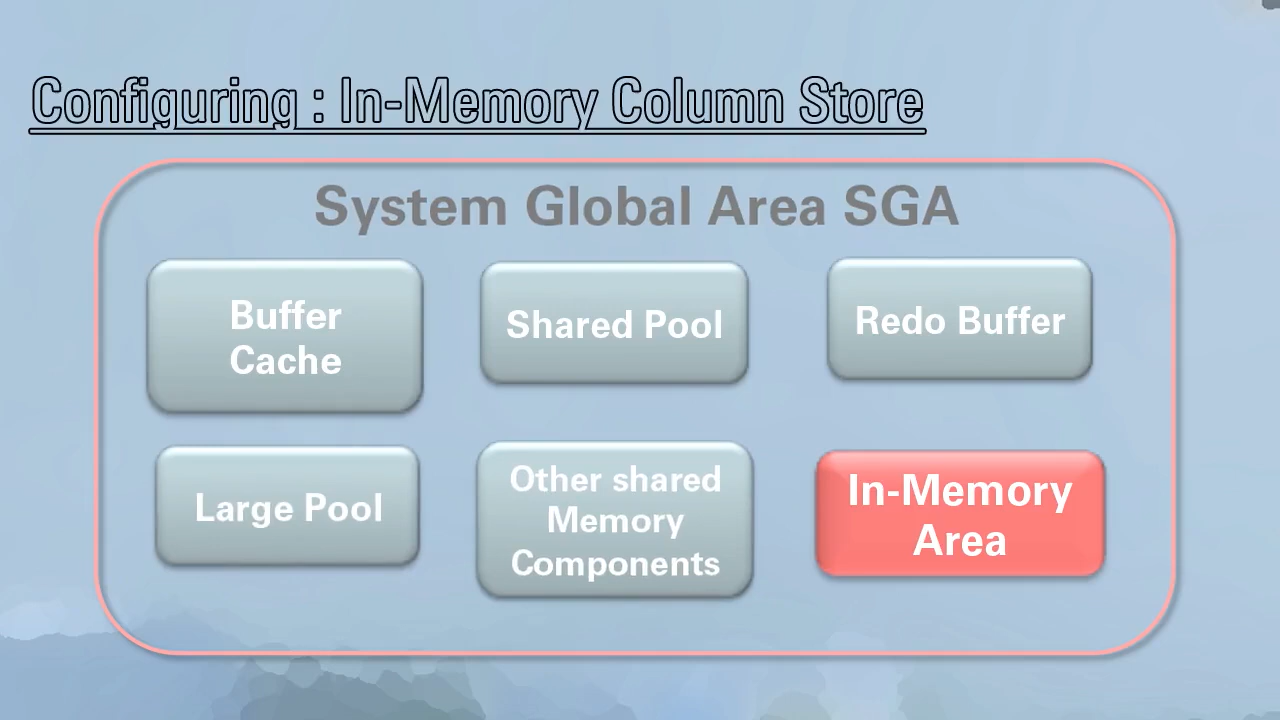 Configuring : In-Memory Column Store
System Global Area SGA
Buffer
Cache
Shared Pool
Redo Buffer
Large Pool
Other shared
Memory
Components
In-Memory
Area